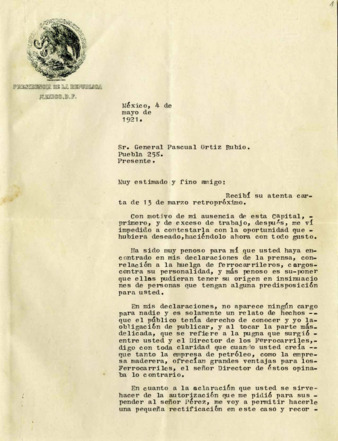 1
PRESIDENCIA DE LA REPUBLICA
MEXICO. D. F.
México, 4 de
mayo de
1921.
Sr. General Pascual Ortiz Rubio.
Puebla 255.
Presente.
Muy estimado y fino amigo:
Recibí su atenta car-
ta de 13 de marzo retropróximo.
Con motivo de mi ausencia de esta Capital, -
primero, y de exceso de trabajo, después, me ví
impedido a contestarla con la oportunidad que -
hubiera deseado,haciéndolo ahora con todo gusto.
Ha sido muy penoso para mí que usted haya en-
contrado en mis declaraciones de la prensa, con-
relación a la huelga de ferrocarrileros, cargos-
contra su personalidad, y más penoso es su-poner
que ellas pudieran tener su origen en insinuacio
nes de personas que tengan alguna predisposición
para usted.
En mis declaraciones, no aparece ningún cargo
para nadie y es solamente un relato de hechos --
que el público tenía derecho de conocer y yo la-
obligación de publicar, y al tocar la parte más-
delicada, que se refiere a la pugna que surgió -
entre usted y el Director de los Ferrocarriles,-
digo con toda claridad que cuando usted creía --
que tanto la empresa de petróleo, como la empre-
sa maderera, ofrecían grandes ventajas para los-
Ferrocarriles, el señor Director de éstos opina-
ba lo contrario.
En cuanto a la aclaración que usted se sirve-
hacer de la autorización que me pidió para sus -
pender al señor Pérez, me voy a permitir hacerle
una pequeña rectificación en este caso y recor -